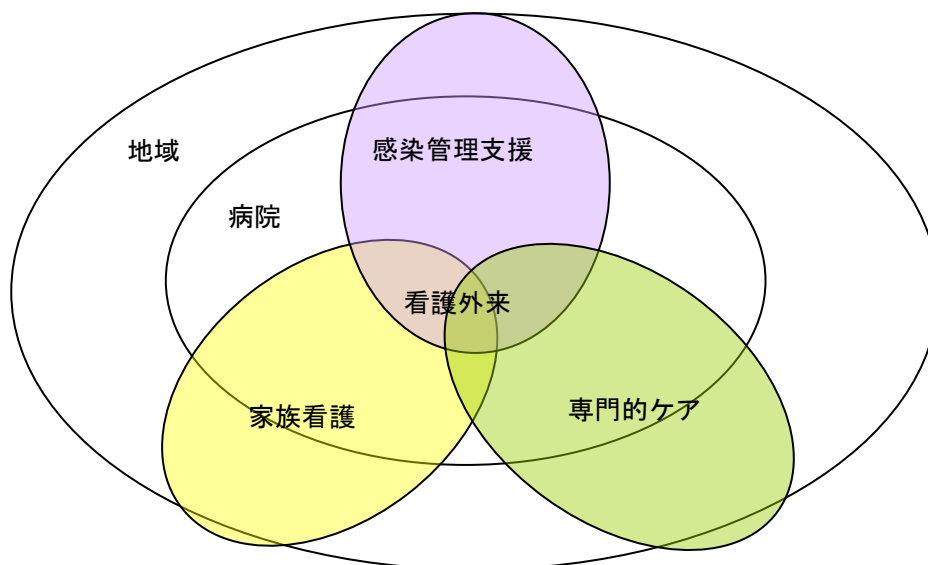 地域
感染管理支援
病院
看護外来
家族看護
専門的ケア